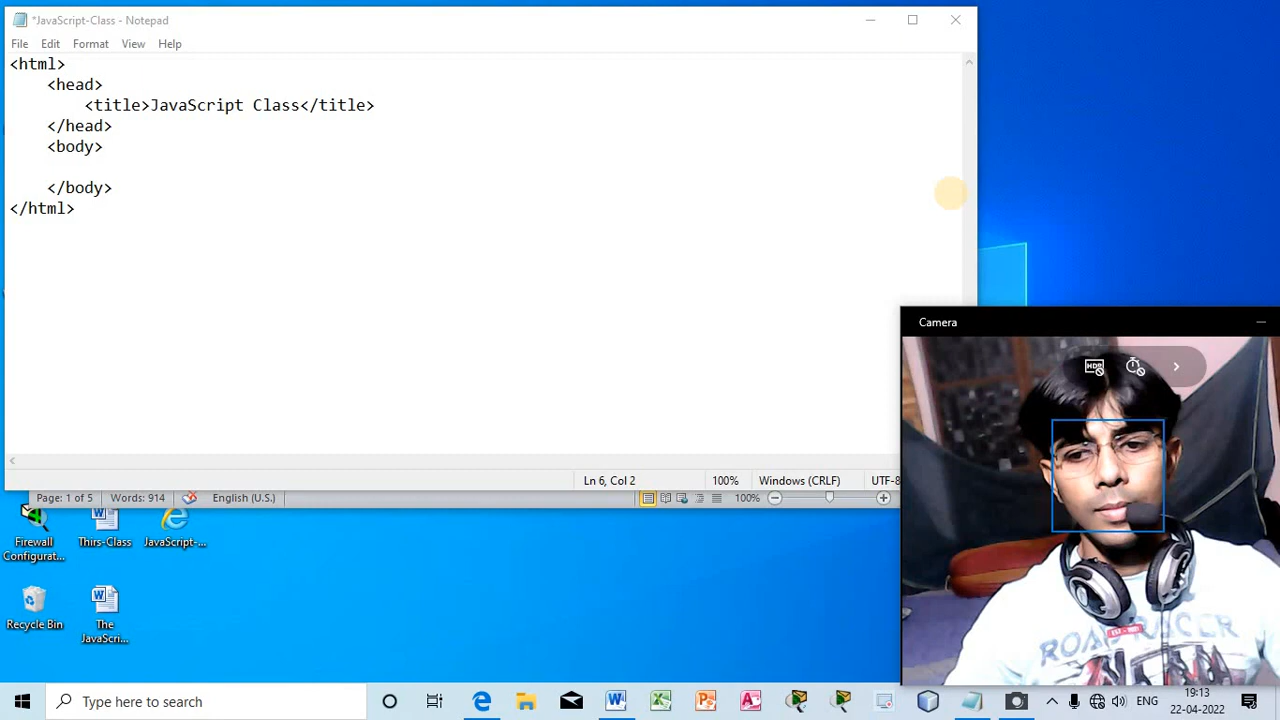 *JavaScript-Class - Notepad
File Edit Format View Help
<html>
<head>
<title>JavaScript Class</title>
</head>
<body>
</body>
</html>
Ln 6, Col 2 100% Windows (CRLF) UTF-8
Page: 1 of 5 Words: 914 English (U.S.) 100%
Camera
HDR
Firewall
Configurat...
Thirs-Class
JavaScript-...
Recycle Bin
The
JavaScri...
Type here to search
ENG
19:13
22-04-2022